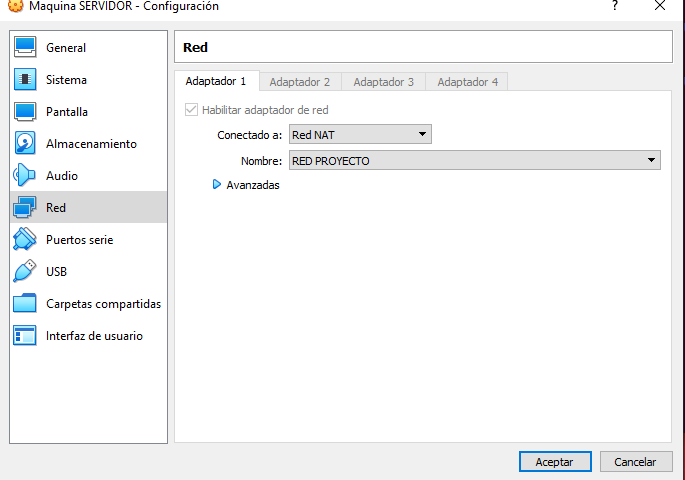 Maquina SERVIDOR - Configuración
?
General
Sistema
Pantalla
Almacenamiento
Audio
Red
Puertos serie
USB
Carpetas compartidas
Interfaz de usuario
Red
Adaptador 1 Adaptador 2 Adaptador 3 Adaptador 4
Habilitar adaptador de red
Conectado a: Red NAT
Nombre: RED PROYECTO
Avanzadas
Aceptar Cancelar